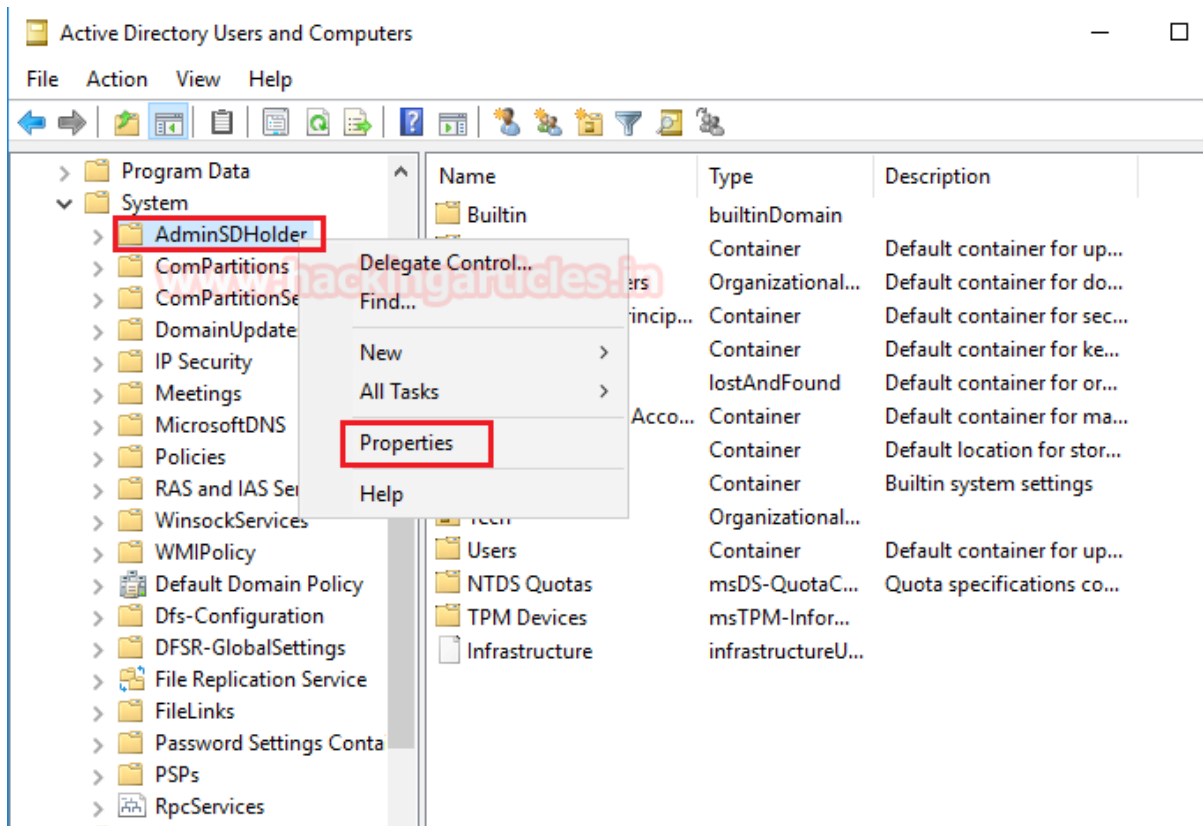 Active Directory Users and Computers
File Action View Help
Program Data
System
AdminSDHolder
ComPartitions
ComPartitionSe
DomainUpdate
IP Security
Meetings
MicrosoftDNS
Policies
RAS and IAS Ser
WinsockServices
WMIPolicy
Default Domain Policy
Dfs-Configuration
DFSR-GlobalSettings
File Replication Service
FileLinks
Password Settings Conta
PSPs
RpcServices
Delegate Control...
Find...
New
All Tasks
Properties
Help
www.hackingarticles.in
Name Type Description
Builtin builtinDomain
Container Default container for up...
ers Organizational... Default container for do...
incip... Container Default container for sec...
Container Default container for ke...
lostAndFound Default container for or...
Acco... Container Default container for ma...
Container Default location for stor...
Container Builtin system settings
Tech Organizational...
Users Container Default container for up...
NTDS Quotas msDS-QuotaC... Quota specifications co...
TPM Devices msTPM-Infor...
Infrastructure infrastructureU...